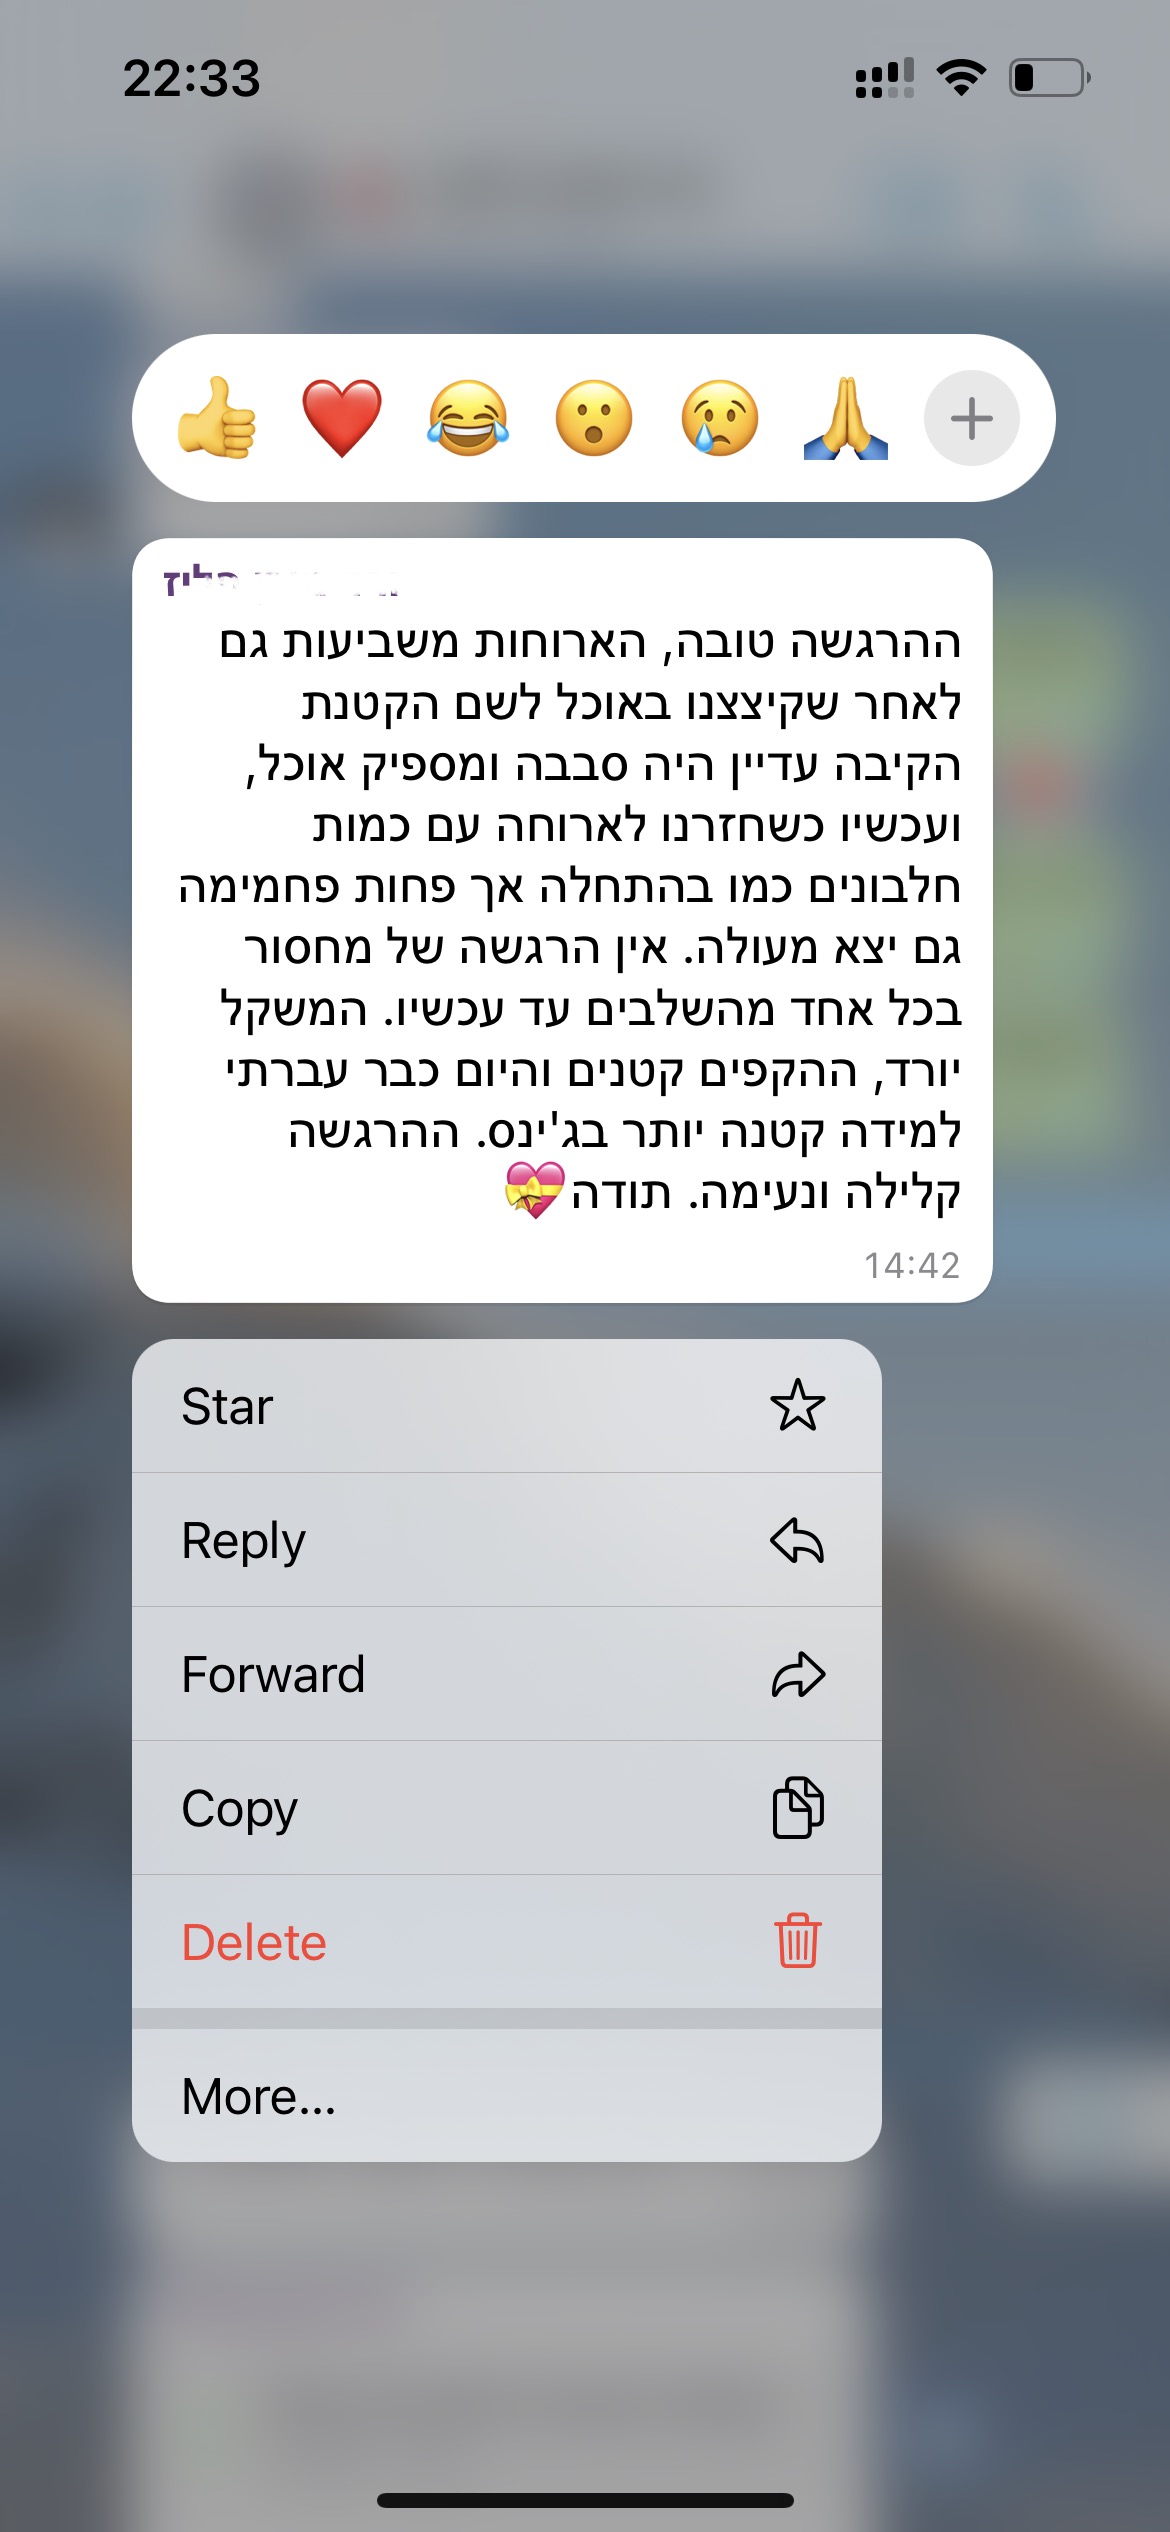 22:33
ההרגשה טובה, הארוחות משביעות גם
לאחר שקיצצנו באוכל לשם הקטנת
הקיבה עדיין היה סבבה ומספיק אוכל,
ועכשיו כשחזרנו לארוחה עם כמות
חלבונים כמו בהתחלה אך פחות פחמימה
גם יצא מעולה. אין הרגשה של מחסור
בכל אחד מהשלבים עד עכשיו. המשקל
יורד, ההקפים קטנים והיום כבר עברתי
למידה קטנה יותר בג'ינס. ההרגשה
קלילה ונעימה. תודה💝
14:42
Star
Reply
Forward
Copy
Delete
More...